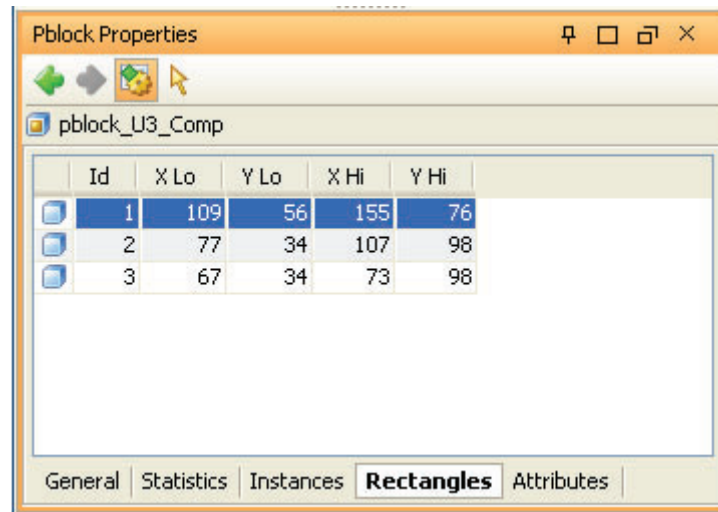 Pblock Properties
pblock_U3_Comp
Id X Lo Y Lo X Hi Y Hi
1 109 56 155 76
2 77 34 107 98
3 67 34 73 98
General Statistics Instances Rectangles Attributes